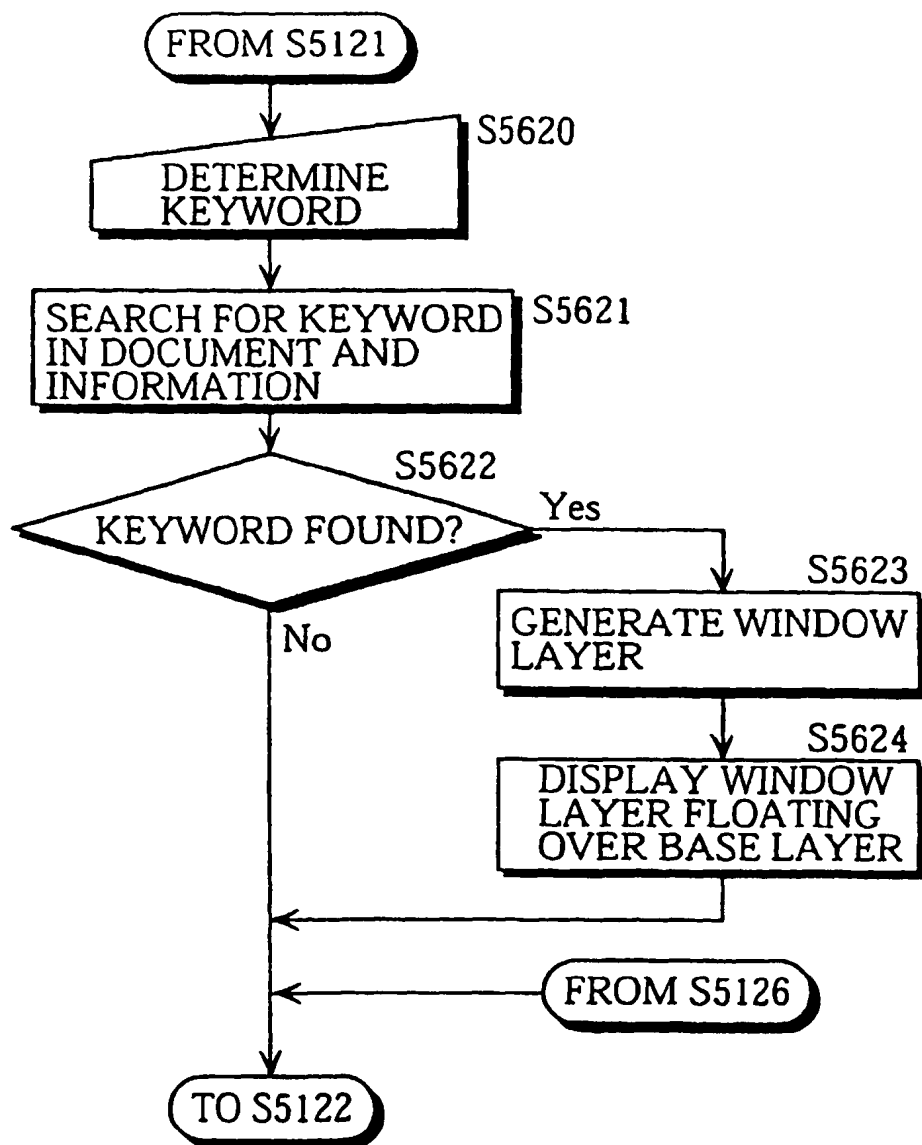 FROM S5121
S5620
DETERMINE
KEYWORD
S5621
SEARCH FOR KEYWORD
IN DOCUMENT AND
INFORMATION
S5622
KEYWORD FOUND?
Yes
No
S5623
GENERATE WINDOW
LAYER
S5624
DISPLAY WINDOW
LAYER FLOATING
OVER BASE LAYER
FROM S5126
TO S5122